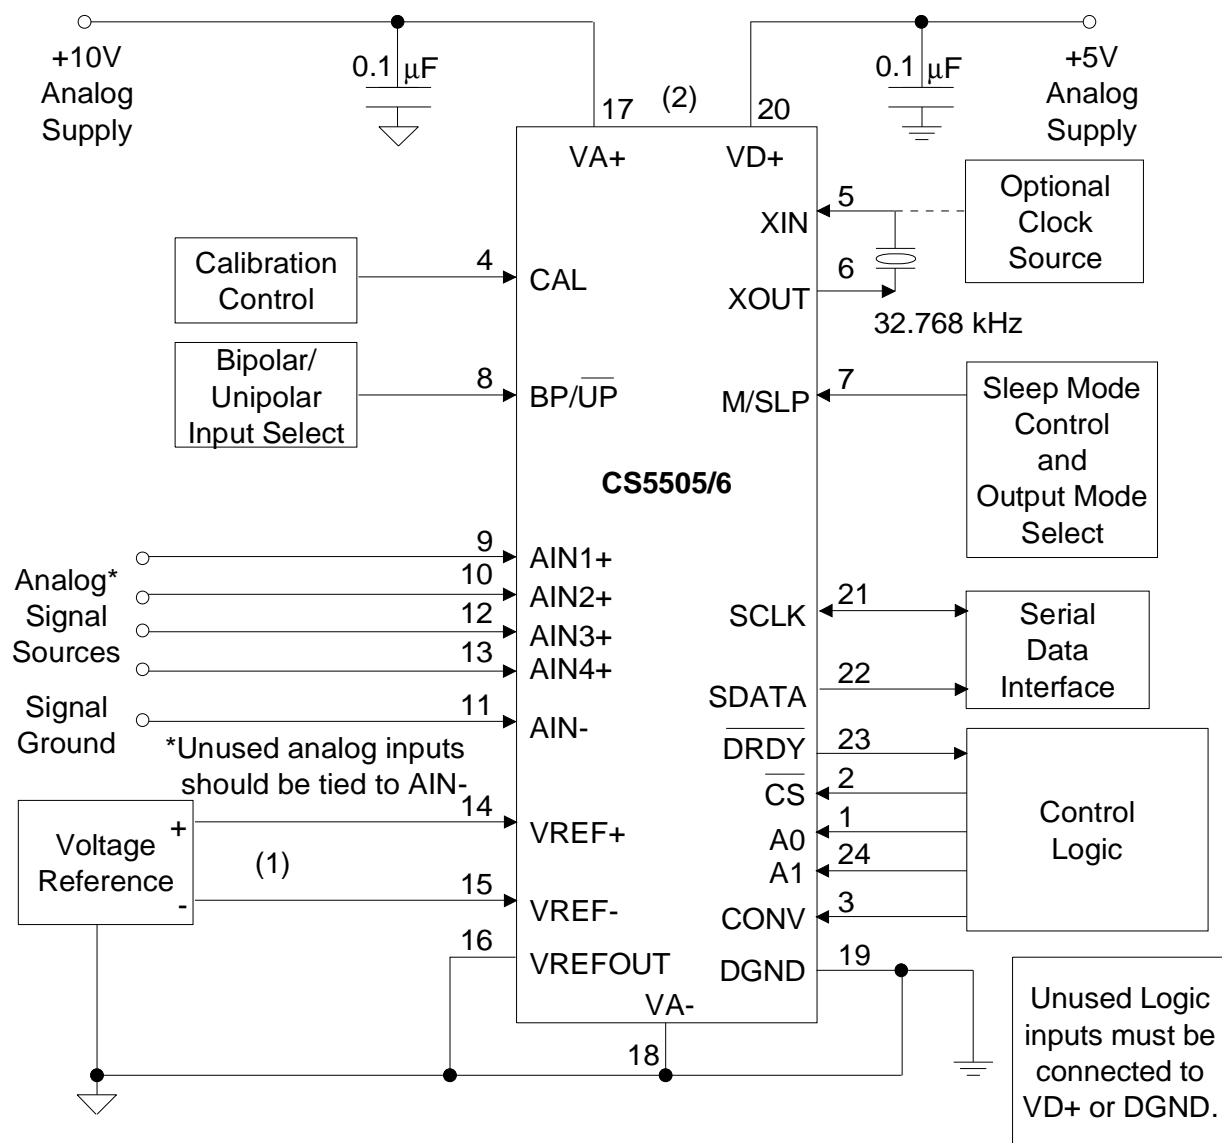 +10V
Analog
Supply
0.1 µF
17
(2)
20
0.1 µF
+5V
Analog
Supply
VA+
VD+
XIN
5
Optional
Clock
Source
Calibration
Control
4
CAL
XOUT
6
32.768 kHz
Bipolar/
Unipolar
Input Select
8
BP/UP
M/SLP
7
Sleep Mode
Control
and
Output Mode
Select
CS5505/6
Analog*
Signal
Sources
9
AIN1+
10
AIN2+
12
AIN3+
13
AIN4+
Signal
Ground
11
AIN-
SCLK
21
SDATA
22
Serial
Data
Interface
*Unused analog inputs
should be tied to AIN-
DRDY
23
CS
2
A0
1
A1
24
CONV
3
Control
Logic
Voltage
Reference
+
-
(1)
14
VREF+
15
VREF-
16
VREFOUT
DGND
19
VA-
18
Unused Logic
inputs must be
connected to
VD+ or DGND.